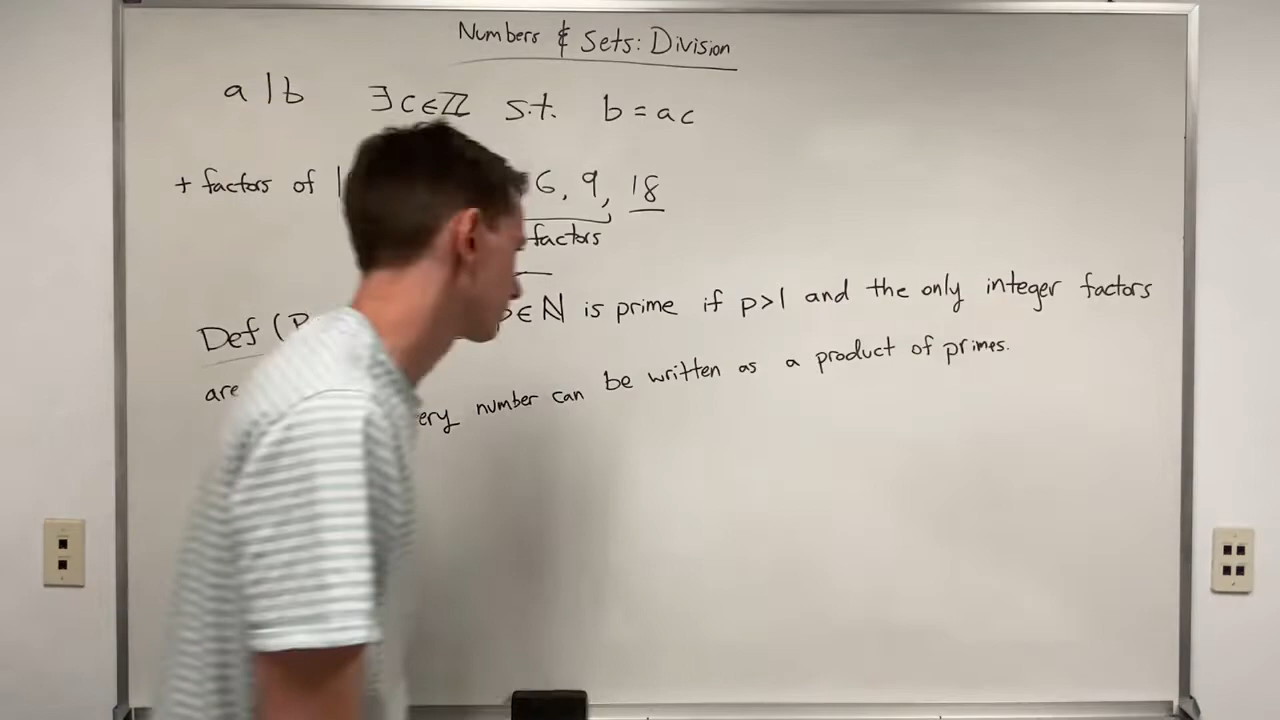 Numbers & Sets: Division
a | b ∃ c ∈ ℤ s.t. b = ac
+ factors of 6, 9, 18
factors
Def ( ∈ ℕ is prime if p>1 and the only integer factors
are number can be written as a product of primes.